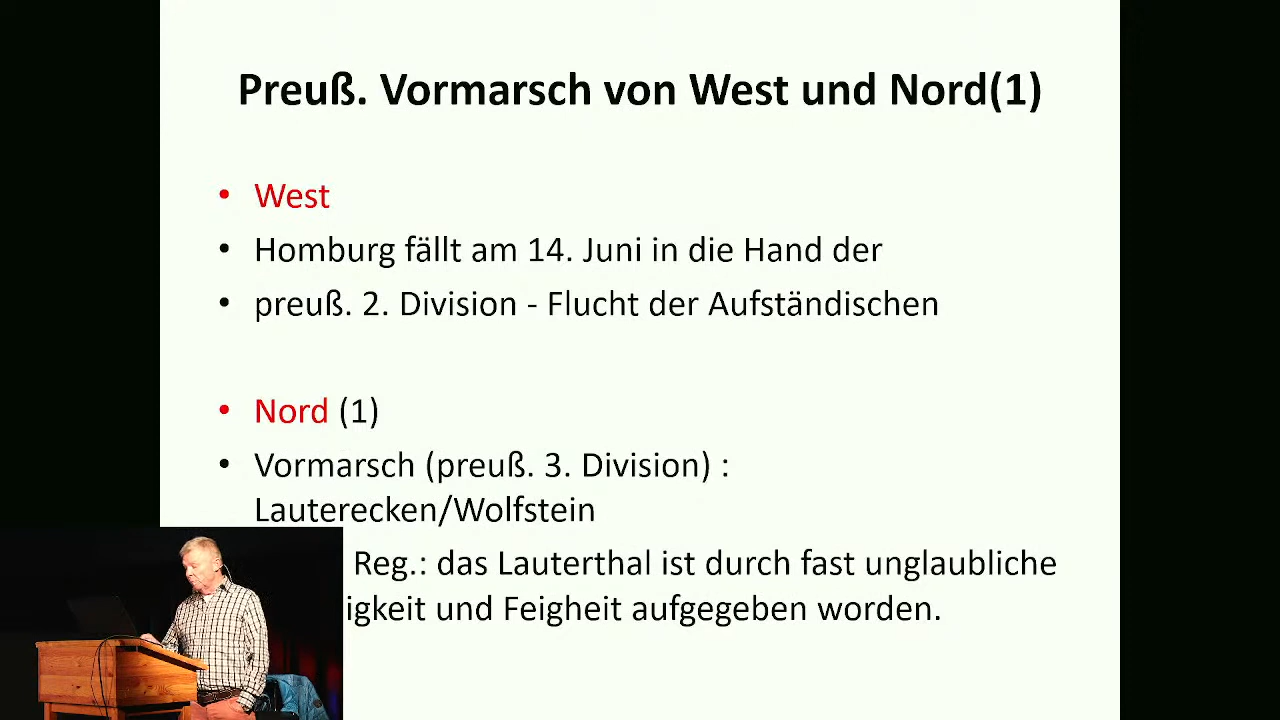 Preuß. Vormarsch von West und Nord(1)
• West
• Homburg fällt am 14. Juni in die Hand der
• preuß. 2. Division - Flucht der Aufständischen
• Nord (1)
• Vormarsch (preuß. 3. Division) :
Lauterecken/Wolfstein
Reg.: das Lauterthal ist durch fast unglaubliche
igkeit und Feigheit aufgegeben worden.